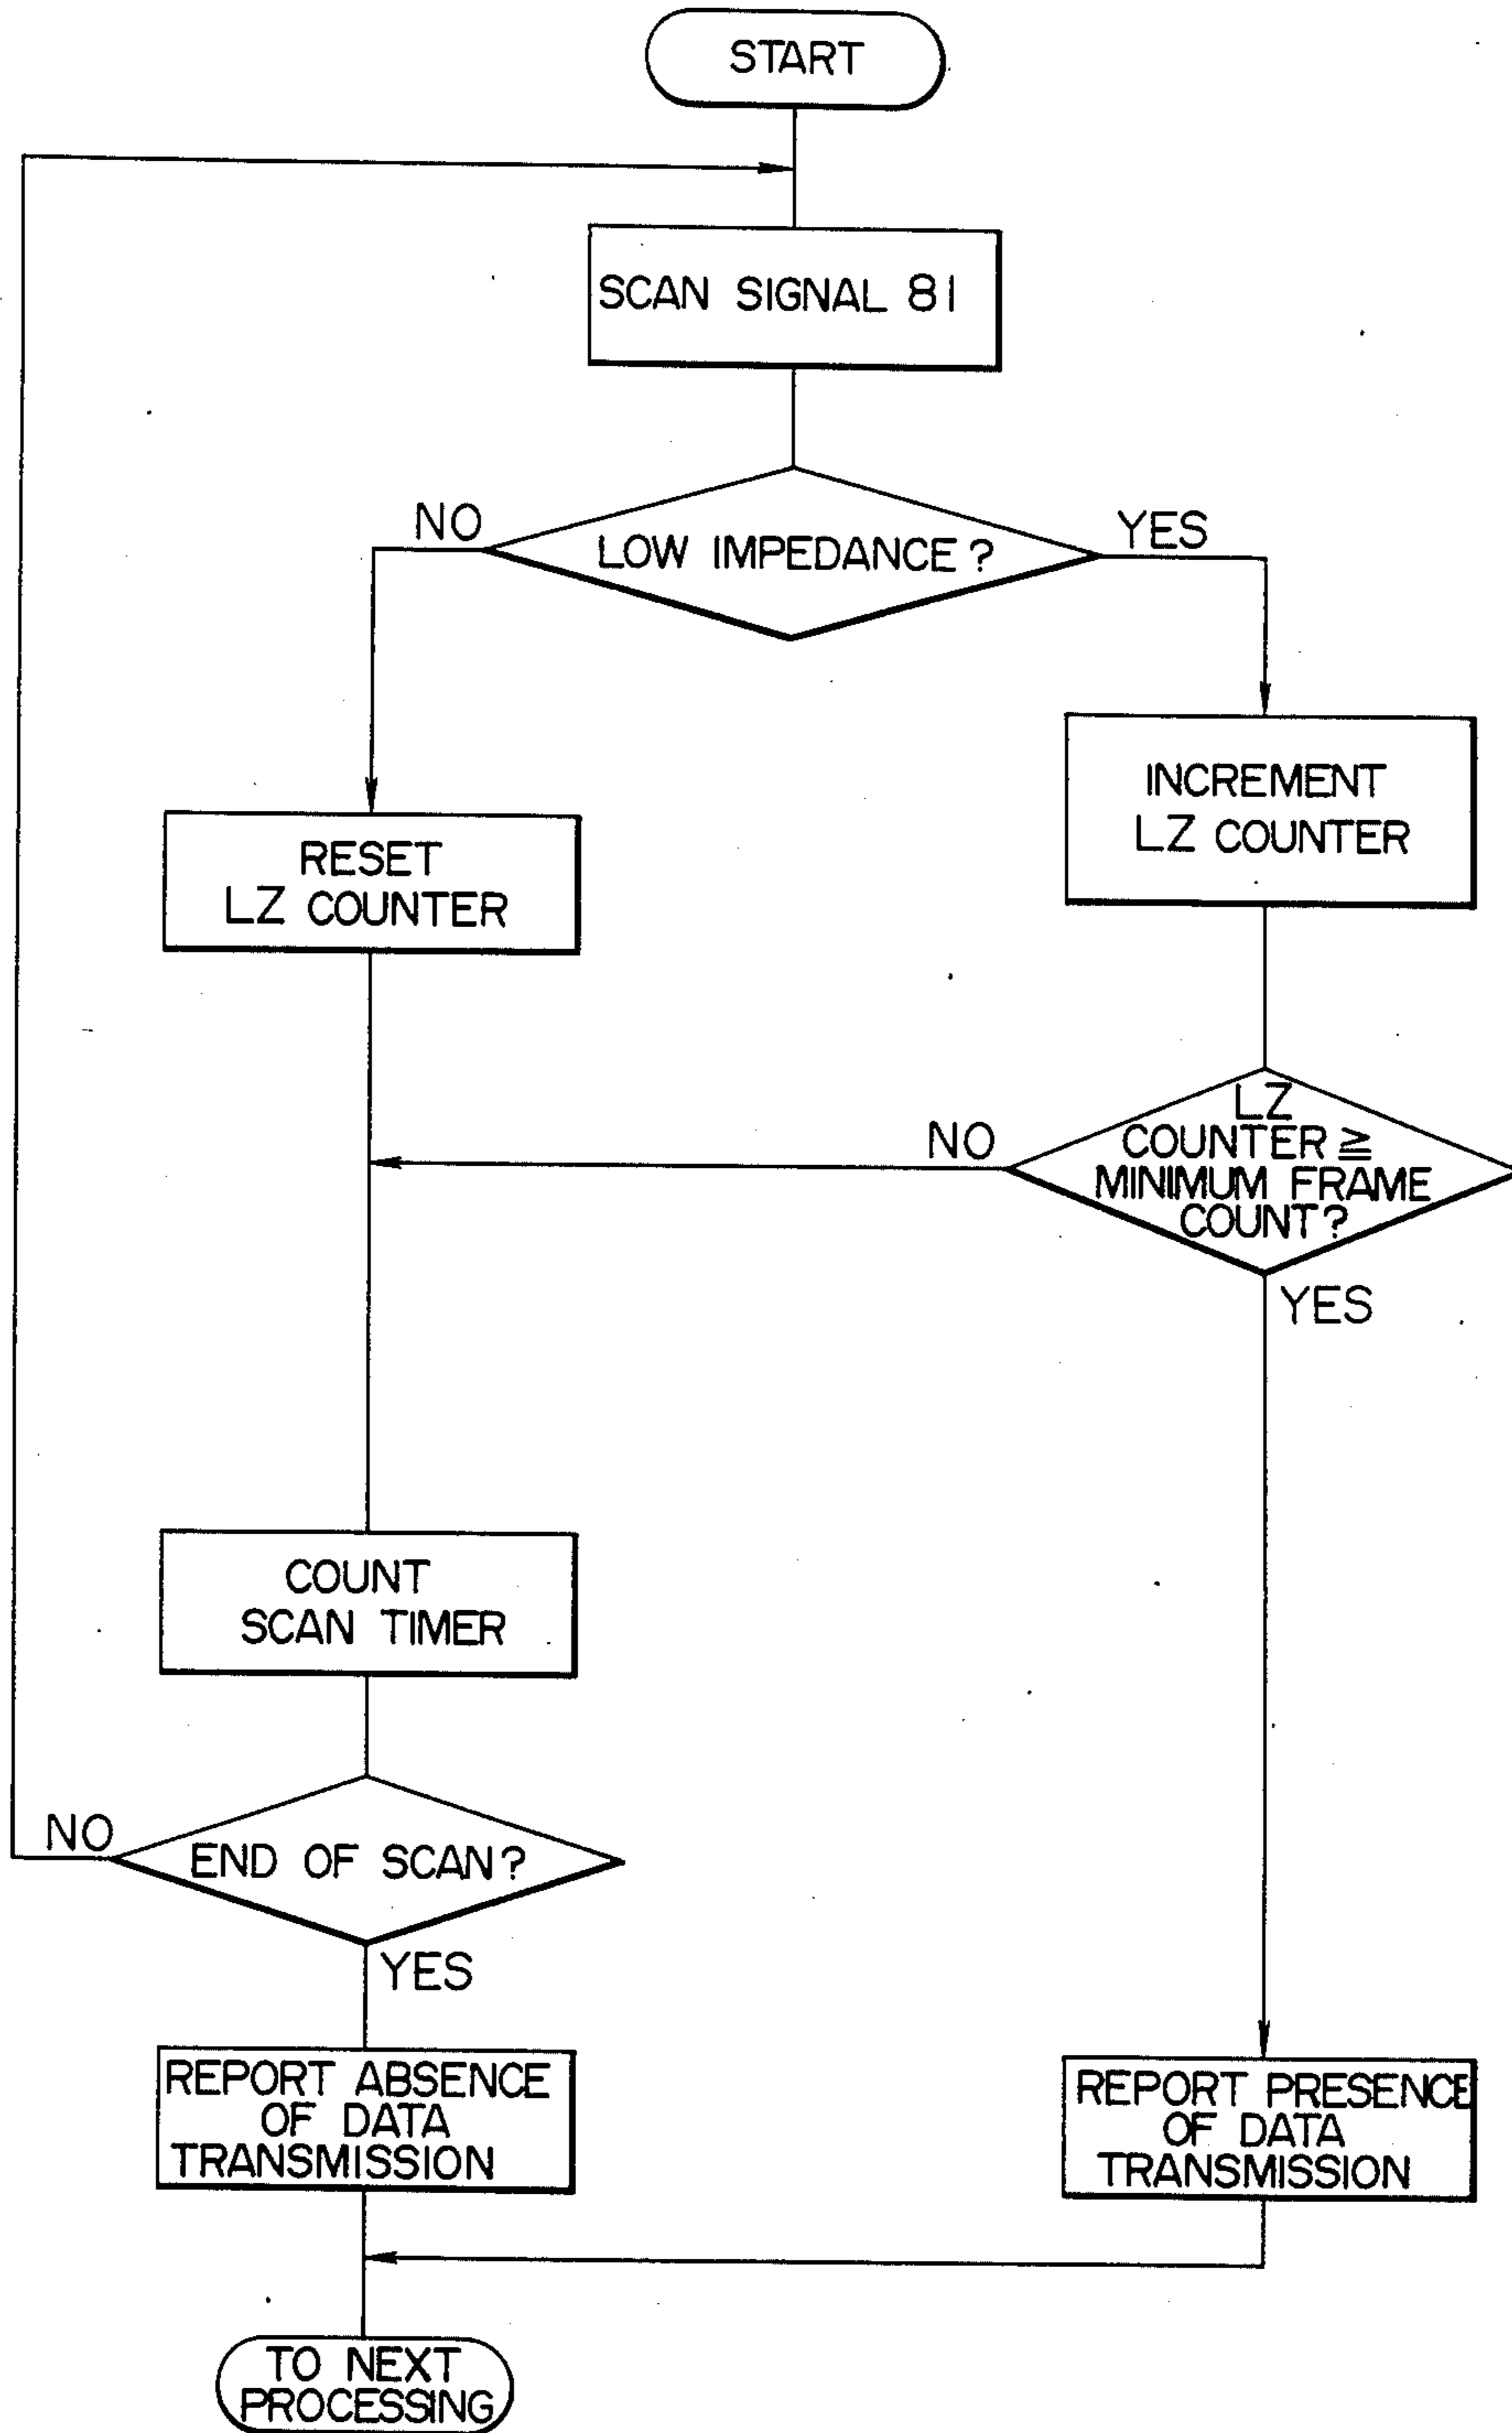 START
SCAN SIGNAL 81
NO
LOW IMPEDANCE?
YES
INCREMENT
LZ COUNTER
RESET
LZ COUNTER
LZ
COUNTER ≧
MINIMUM FRAME
COUNT?
NO
YES
COUNT
SCAN TIMER
NO
END OF SCAN?
YES
REPORT ABSENCE
OF DATA
TRANSMISSION
REPORT PRESENCE
OF DATA
TRANSMISSION
TO NEXT
PROCESSING